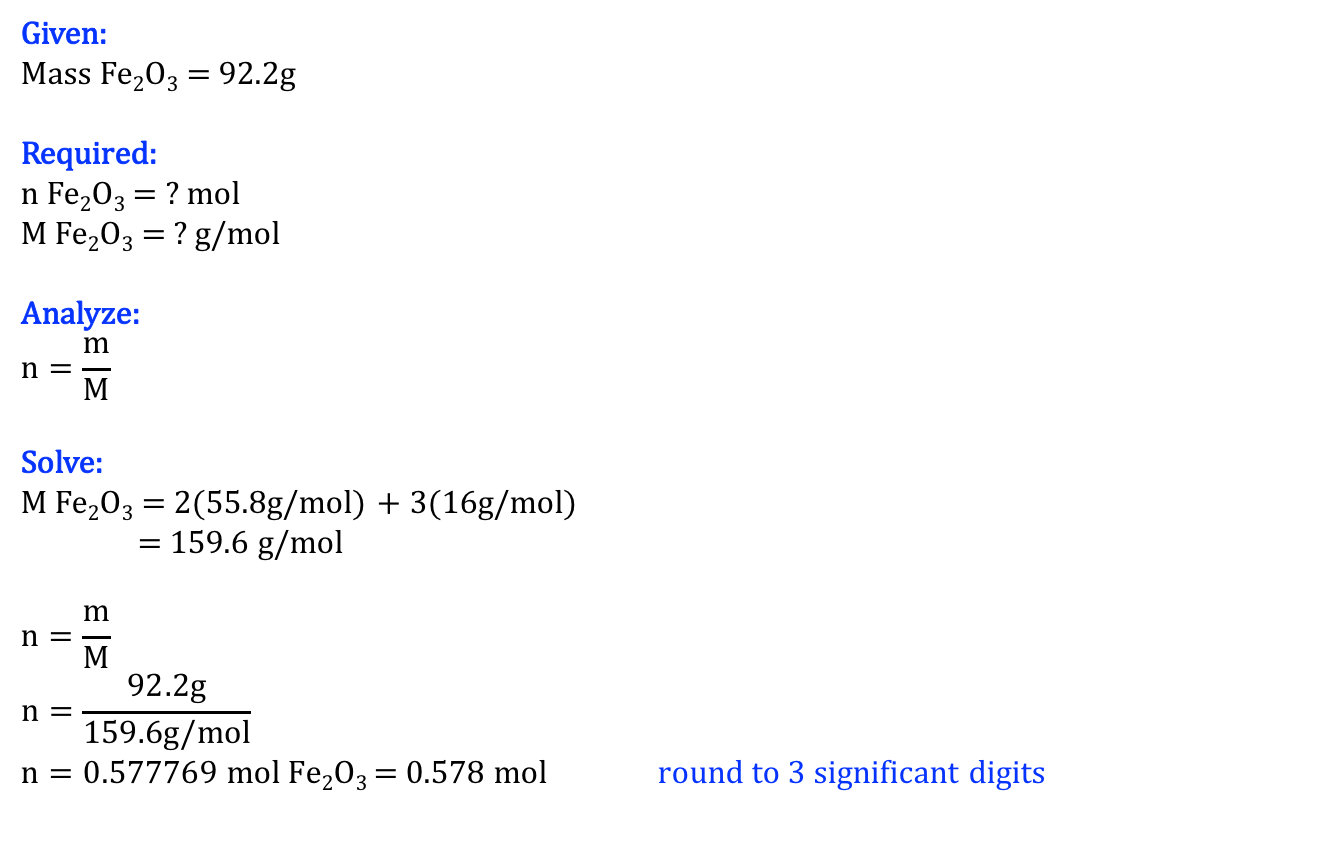 Given:
Mass Fe₂O₃ = 92.2g
Required:
n Fe₂O₃ = ? mol
M Fe₂O₃ = ? g/mol
Analyze:
n = m/M
Solve:
M Fe₂O₃ = 2(55.8g/mol) + 3(16g/mol)
= 159.6 g/mol
n = m/M
n = 92.2g/159.6g/mol
n = 0.577769 mol Fe₂O₃ = 0.578 mol round to 3 significant digits